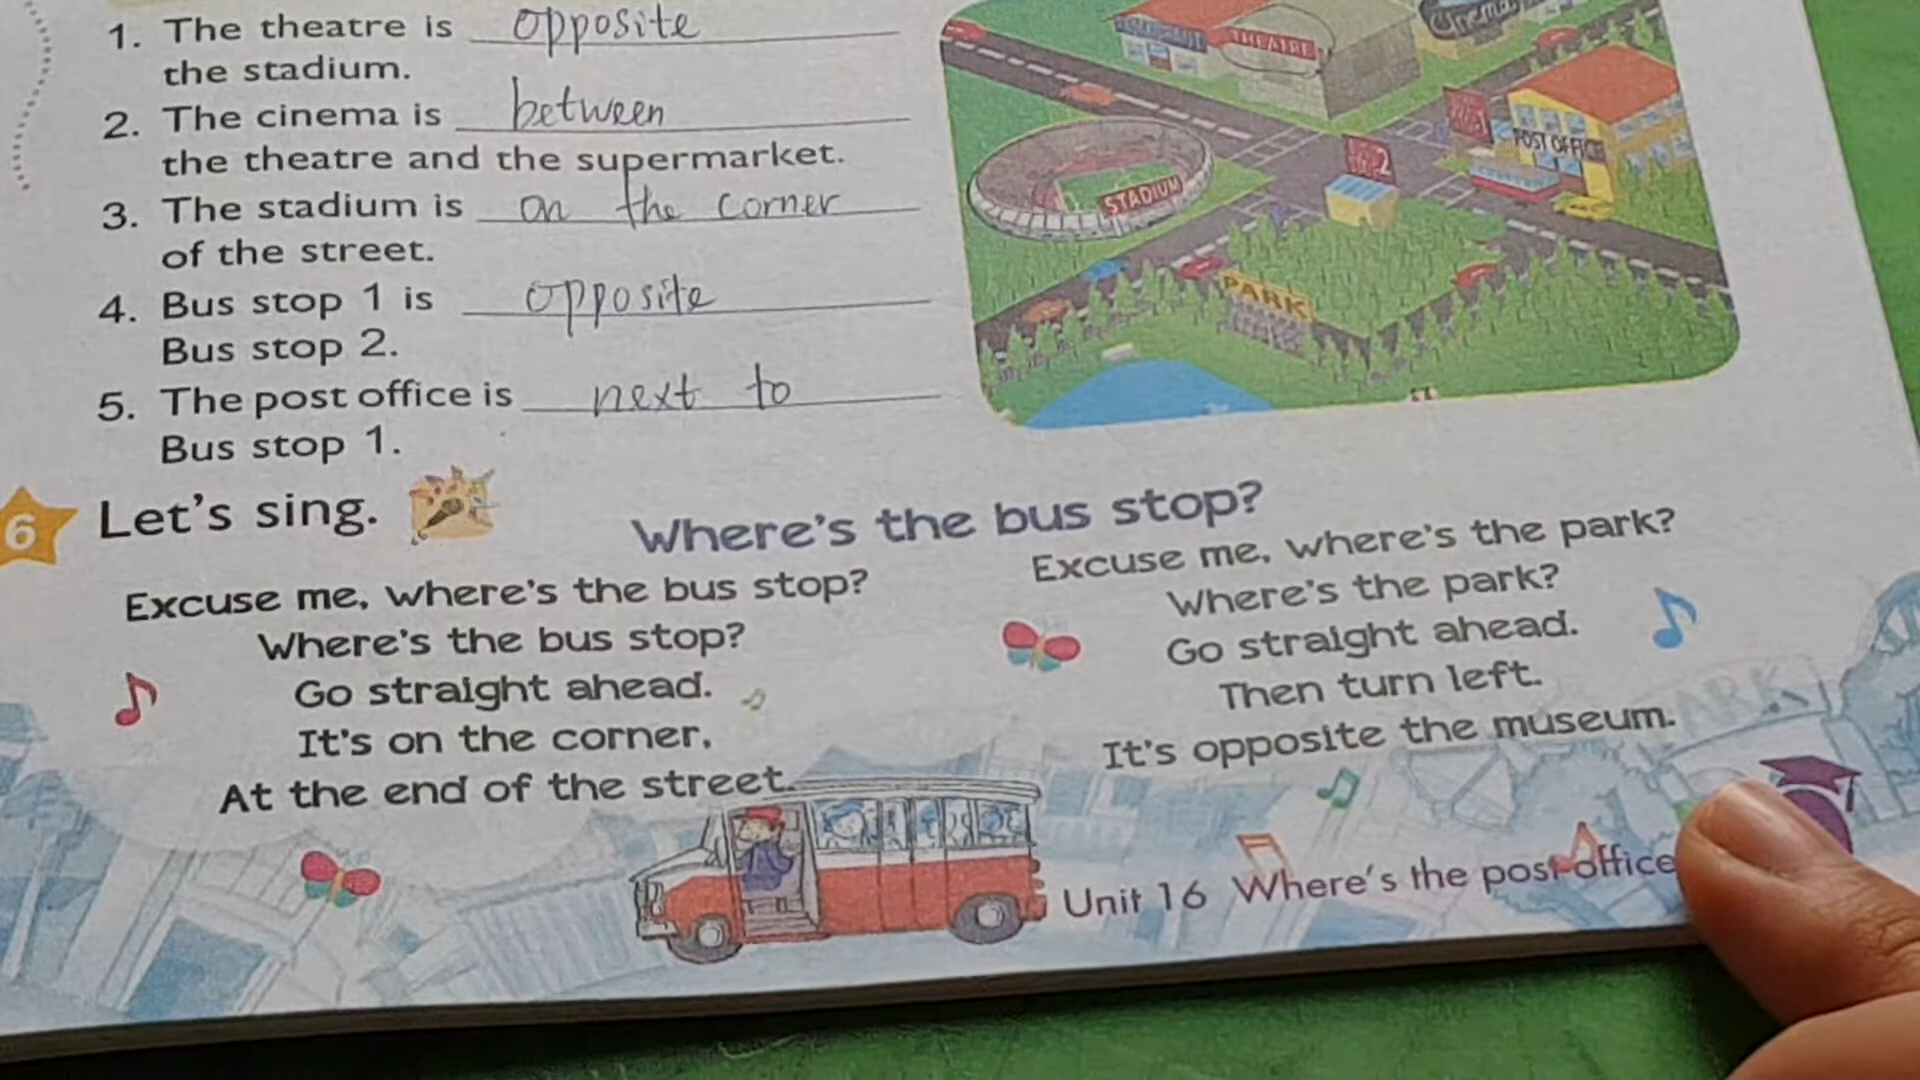 1. The theatre is opposite
the stadium.
2. The cinema is between
the theatre and the supermarket.
3. The stadium is on the corner
of the street.
4. Bus stop 1 is opposite
Bus stop 2.
5. The post office is next to
Bus stop 1.
THEATRE
Cinema
POST OFFICE
2
STADIUM
PARK
6 Let's sing.
Where's the bus stop?
Excuse me, where's the bus stop?
Where's the bus stop?
Go straight ahead.
It's on the corner,
At the end of the street.
Excuse me, where's the park?
Where's the park?
Go straight ahead.
Then turn left.
It's opposite the museum.
PARK
Unit 16 Where's the post office